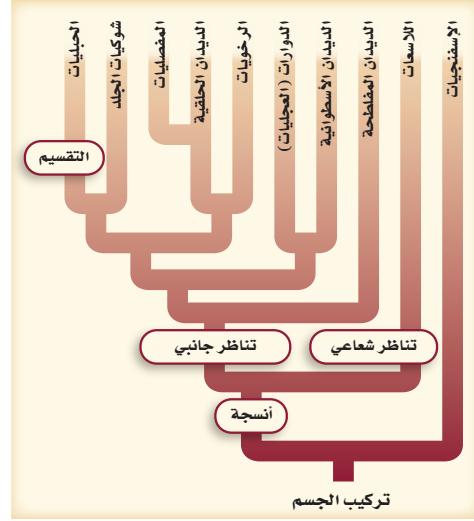 الإسفنجيات
اللاسعات
الديدان المفلطحة
الديدان الأسطوانية
الدوارات (العجليات)
الرخويات
الديدان الحلقية
المفصليات
شوكيات الجلد
الحبليات
التقسيم
تناظر شعاعي
تناظر جانبي
أنسجة
تركيب الجسم